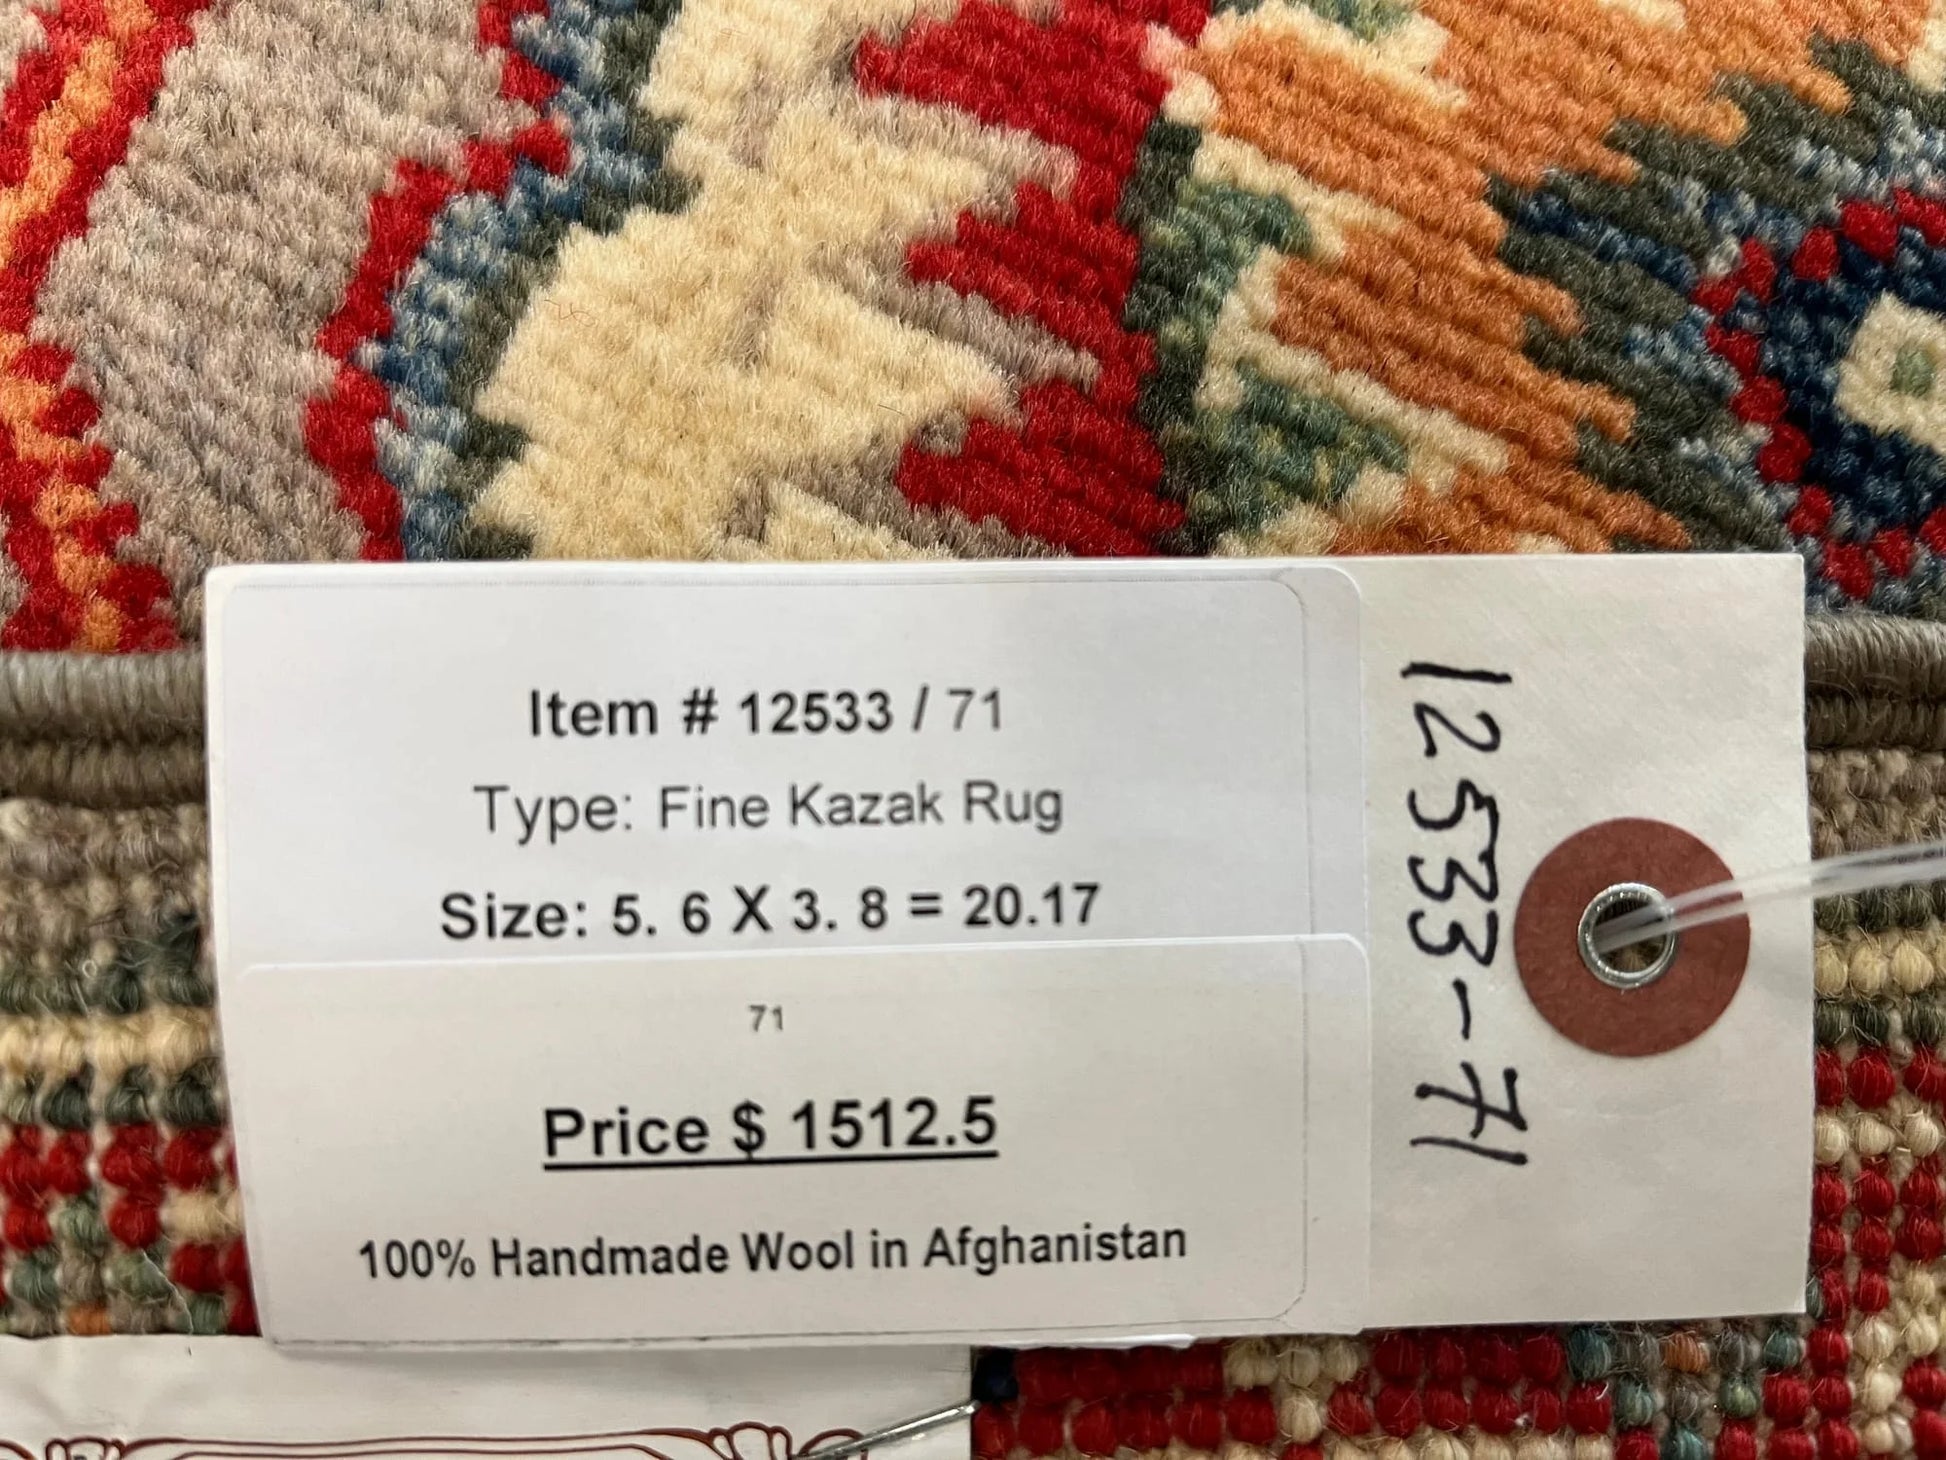 Item # 12533 / 71
Type: Fine Kazak Rug
Size: 5. 6 X 3. 8 = 20.17
71
Price $ 1512.5
100% Handmade Wool in Afghanistan
12533-71